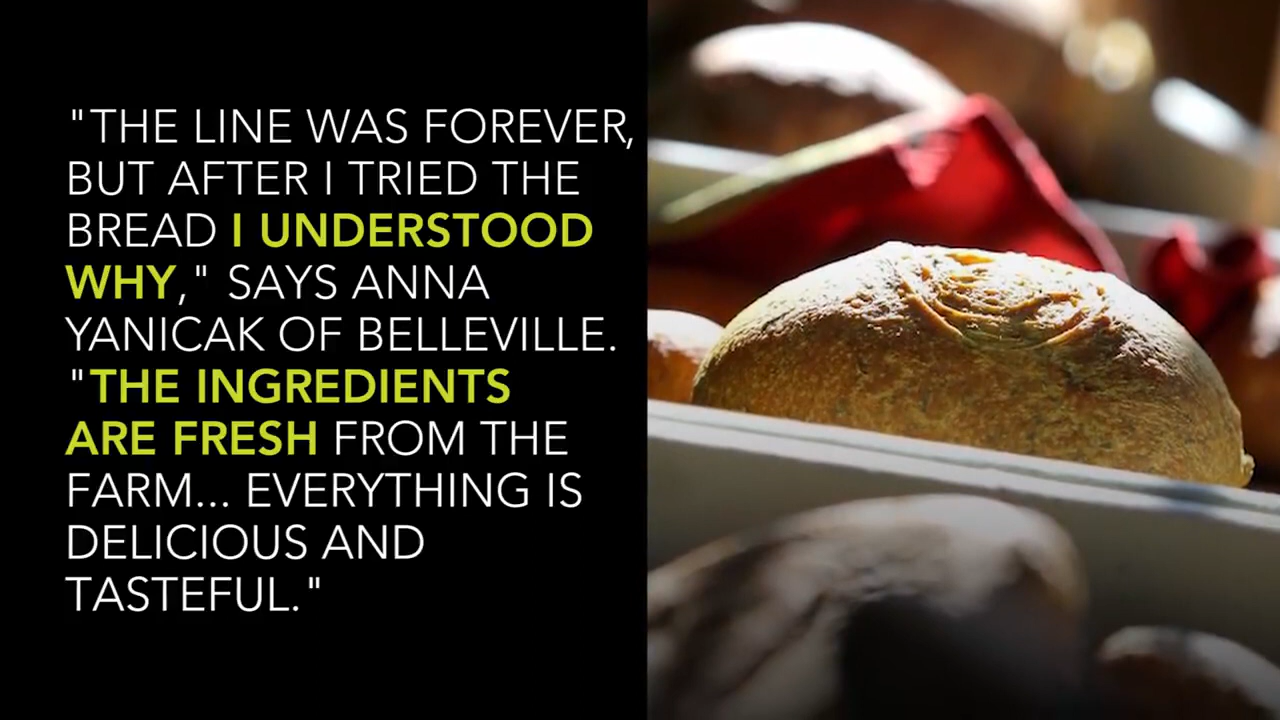 "THE LINE WAS FOREVER,
BUT AFTER I TRIED THE
BREAD I UNDERSTOOD
WHY," SAYS ANNA
YANICAK OF BELLEVILLE.
"THE INGREDIENTS
ARE FRESH FROM THE
FARM... EVERYTHING IS
DELICIOUS AND
TASTEFUL."